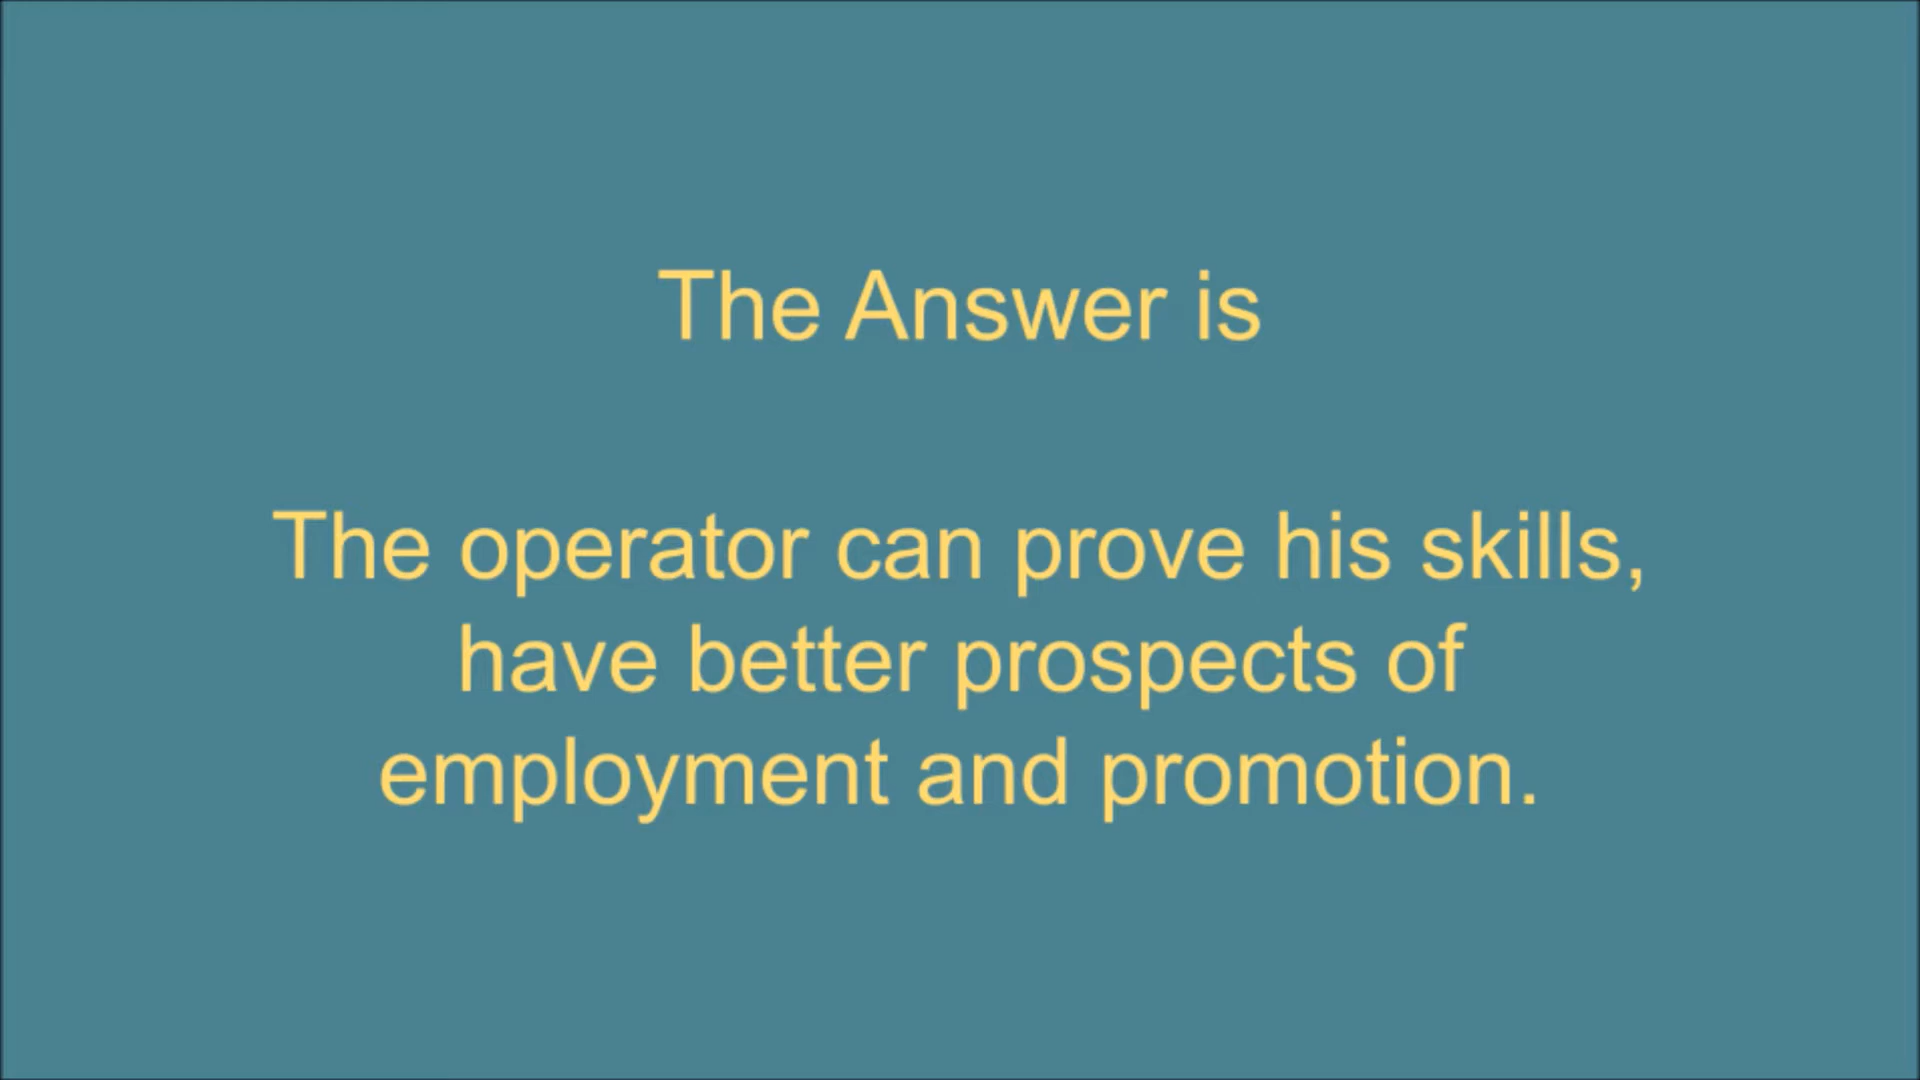 The Answer is
The operator can prove his skills,
have better prospects of
employment and promotion.